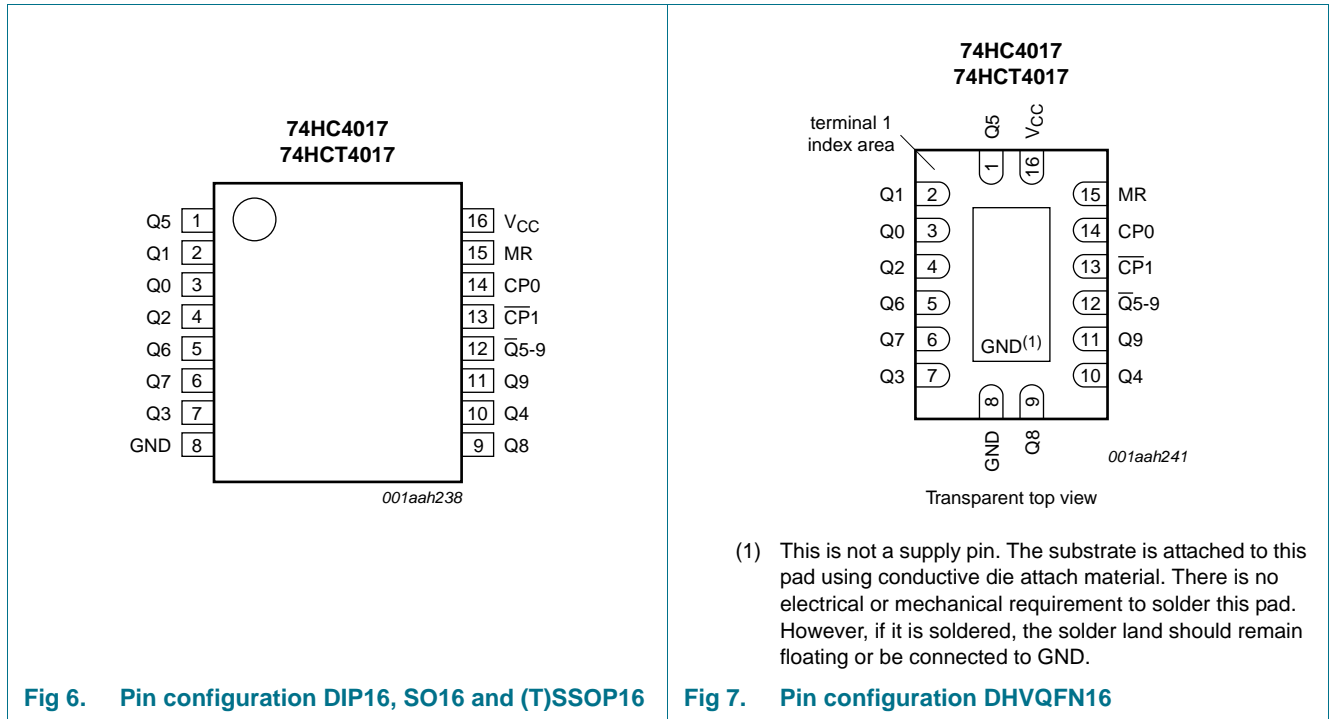 74HC4017
74HCT4017
Q5 1 16 VCC
Q1 2 15 MR
Q0 3 14 CP0
Q2 4 13 C̅P̅1
Q6 5 12 Q̅5-9
Q7 6 11 Q9
Q3 7 10 Q4
GND 8 9 Q8
001aah238
Fig 6. Pin configuration DIP16, SO16 and (T)SSOP16
74HC4017
74HCT4017
terminal 1
index area
Q5 VCC
1 16
Q1 2 15 MR
Q0 3 14 CP0
Q2 4 13 C̅P̅1
Q6 5 12 Q̅5-9
Q7 6 GND(1) 11 Q9
Q3 7 10 Q4
8 9
GND Q8
001aah241
Transparent top view
(1) This is not a supply pin. The substrate is attached to this
pad using conductive die attach material. There is no
electrical or mechanical requirement to solder this pad.
However, if it is soldered, the solder land should remain
floating or be connected to GND.
Fig 7. Pin configuration DHVQFN16